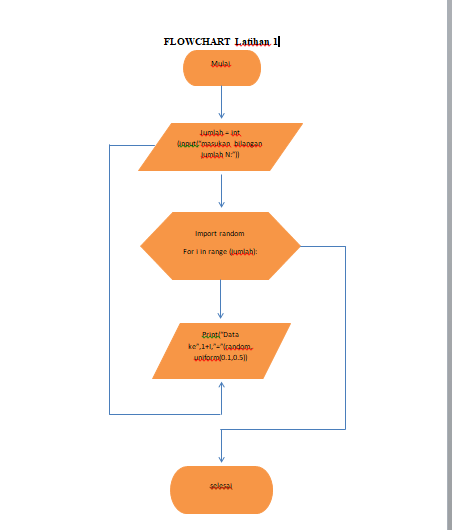 FLOWCHART Latihan 1
Mulai
Jumlah = int
(input("masukan bilangan
jumlah N:"))
Import random
For i in range (jumlah):
Print("Data
ke",1+i,"="(random,
uniform(0.1,0.5))
selesai